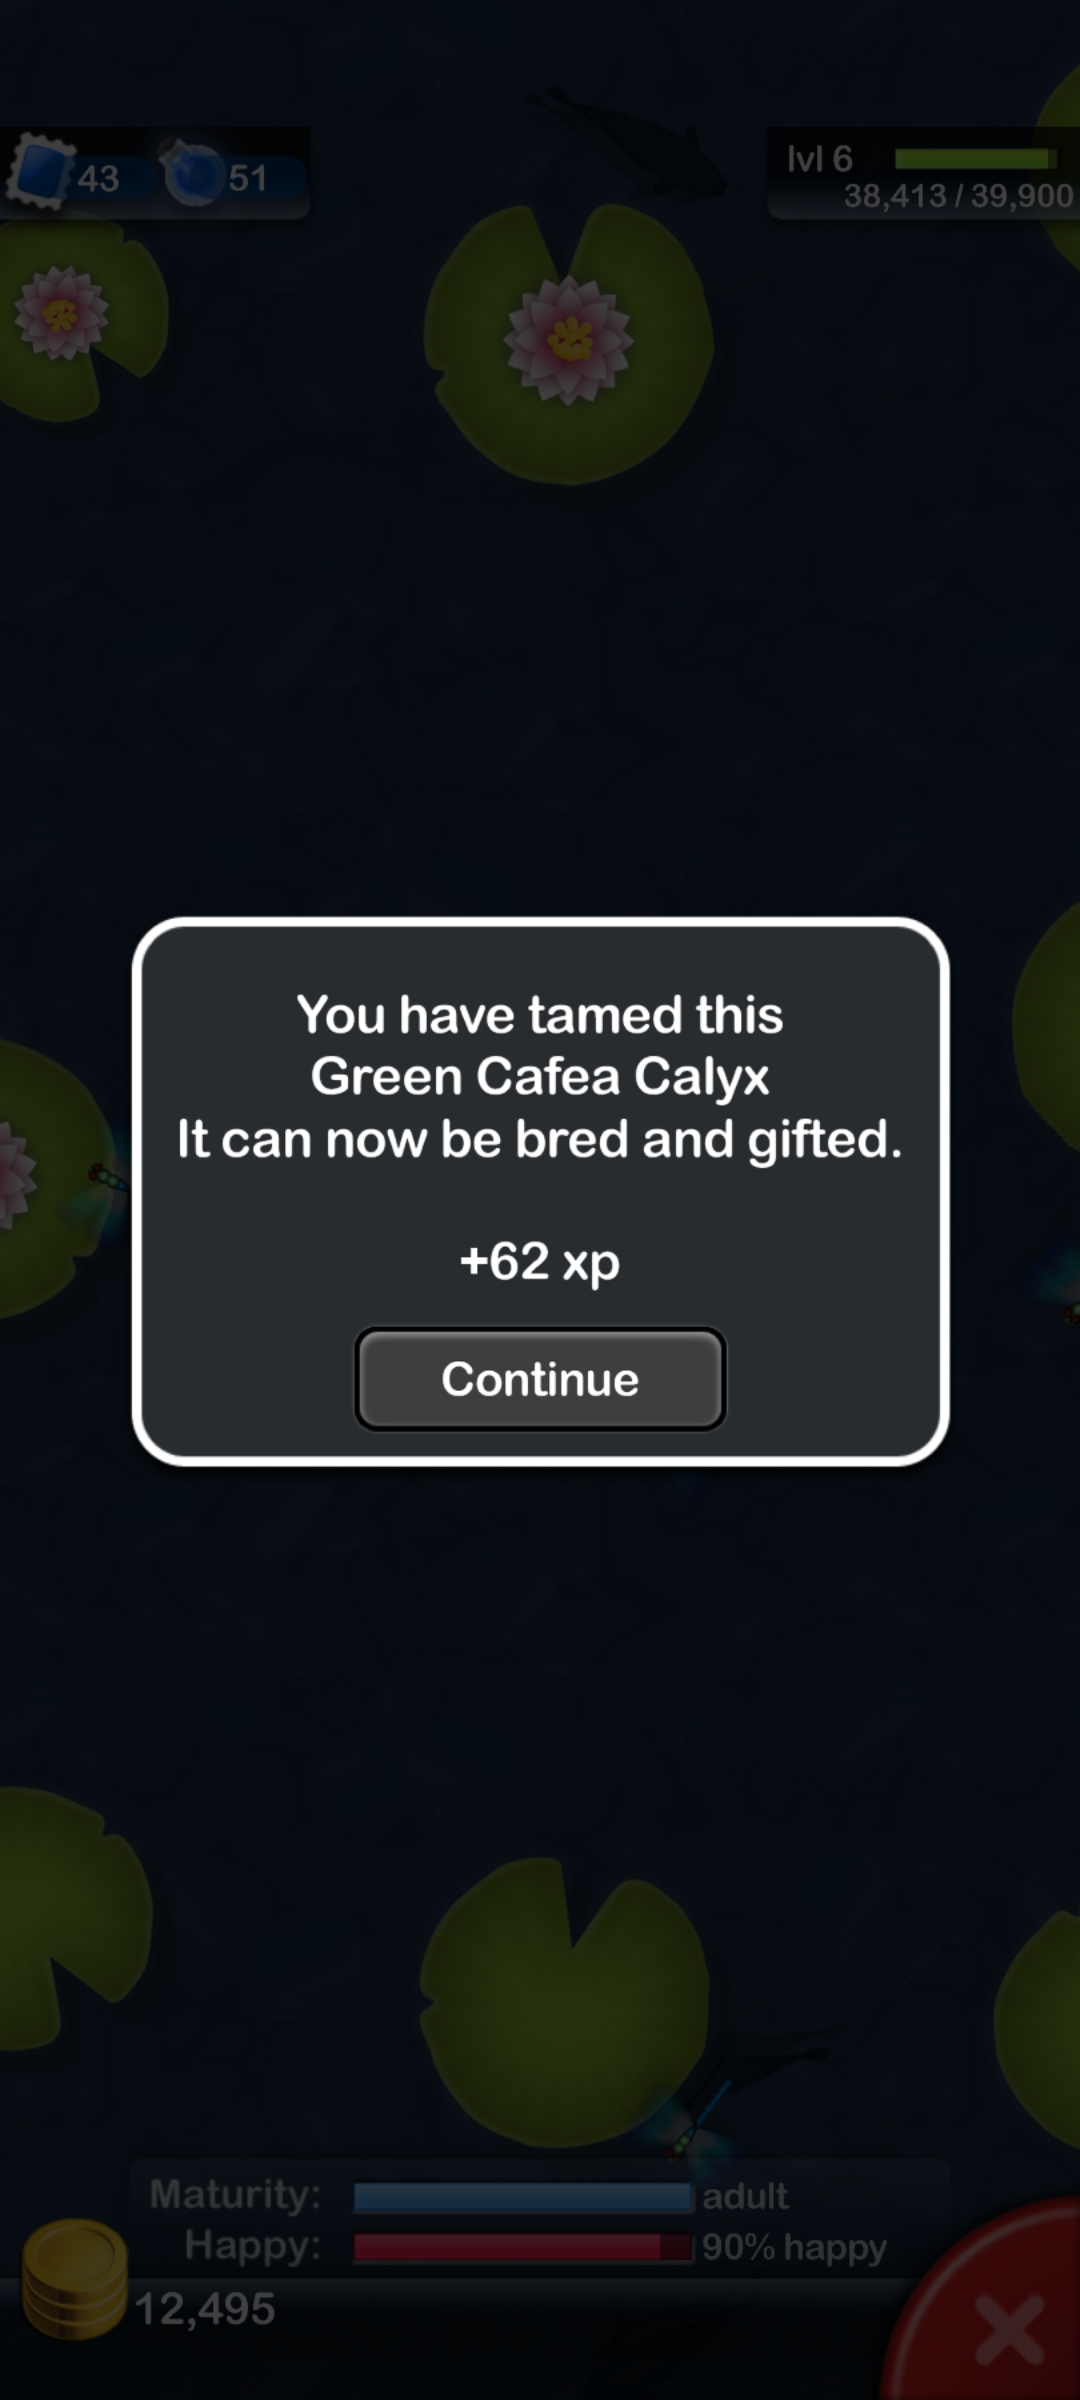 43
51
lvl 6
38,413 / 39,900
You have tamed this
Green Cafea Calyx
It can now be bred and gifted.
+62 xp
Continue
Maturity: adult
Happy: 90% happy
12,495